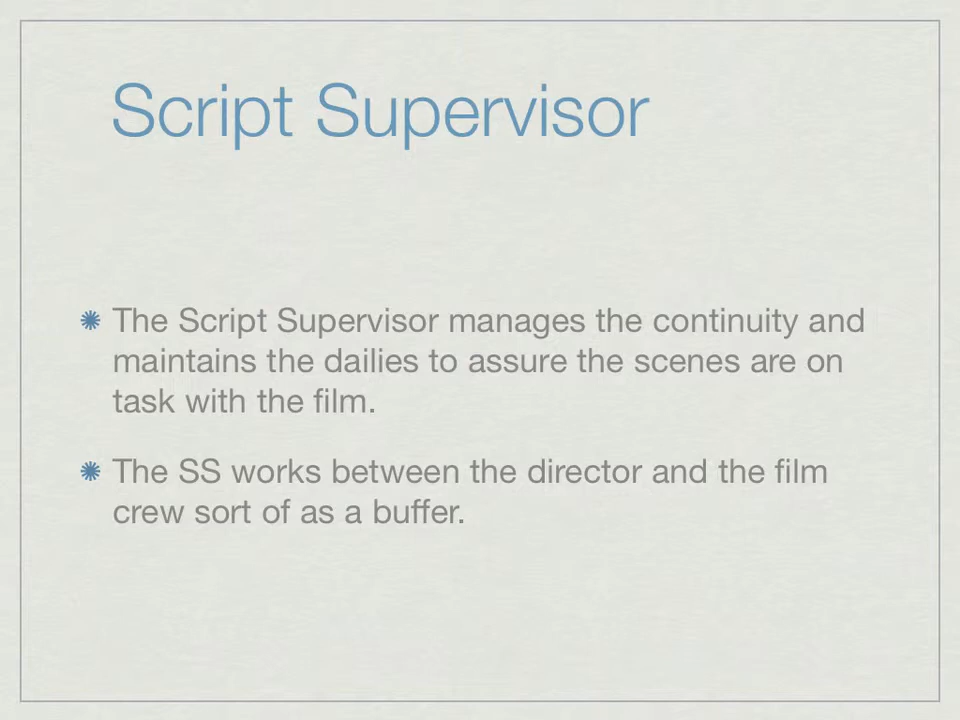 Script Supervisor
The Script Supervisor manages the continuity and
maintains the dailies to assure the scenes are on
task with the film.
The SS works between the director and the film
crew sort of as a buffer.